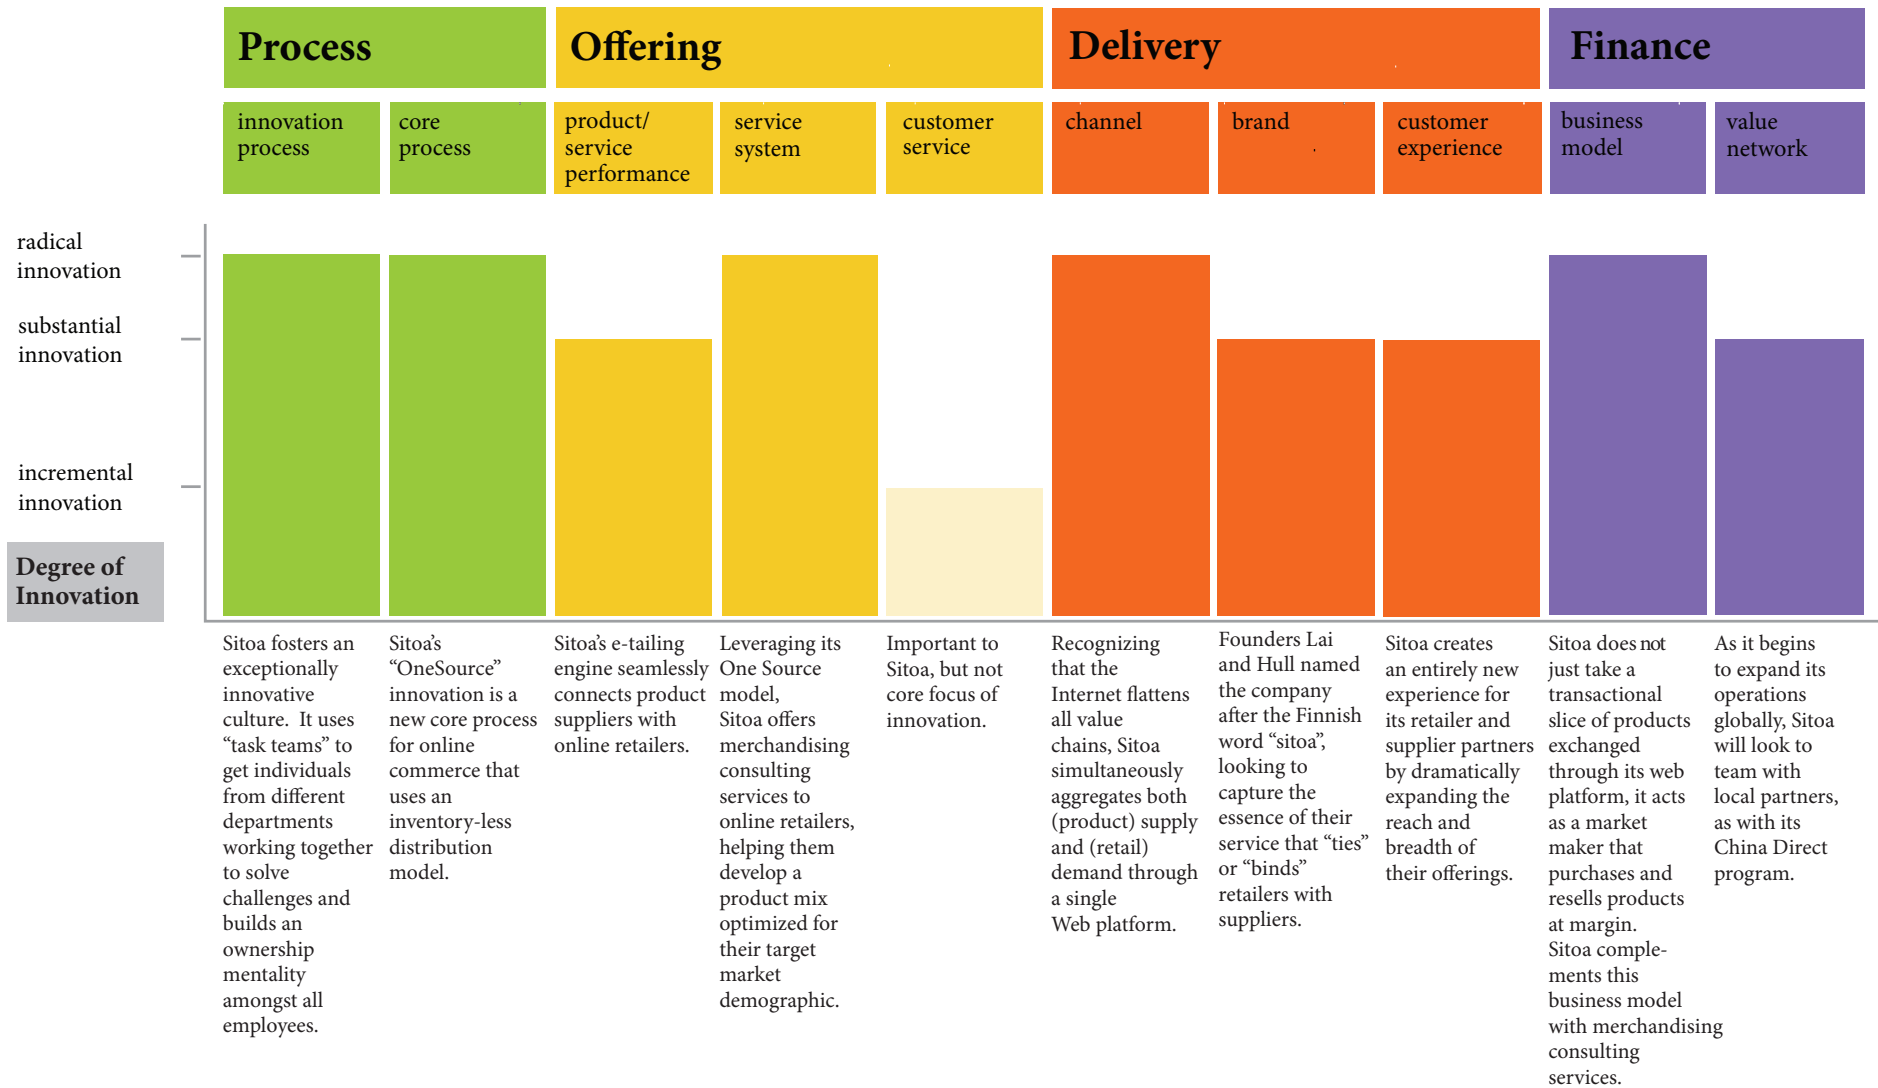 Process
Offering
Delivery
Finance
innovation
process
core
process
product/
service
performance
service
system
customer
service
channel
brand
customer
experience
business
model
value
network
radical
innovation
substantial
innovation
incremental
innovation
Degree of
Innovation
Sitoa fosters an
exceptionally
innovative
culture. It uses
“task teams” to
get individuals
from different
departments
working together
to solve
challenges and
builds an
ownership
mentality
amongst all
employees.
Sitoa’s
“OneSource”
innovation is a
new core process
for online
commerce that
uses an
inventory-less
distribution
model.
Sitoa’s e-tailing
engine seamlessly
connects product
suppliers with
online retailers.
Leveraging its
One Source
model,
Sitoa offers
merchandising
consulting
services to
online retailers,
helping them
develop a
product mix
optimized for
their target
market
demographic.
Important to
Sitoa, but not
core focus of
innovation.
Recognizing
that the
Internet flattens
all value
chains, Sitoa
simultaneously
aggregates both
(product) supply
and (retail)
demand through
a single
Web platform.
Founders Lai
and Hull named
the company
after the Finnish
word “sitoa”,
looking to
capture the
essence of their
service that “ties”
or “binds”
retailers with
suppliers.
Sitoa creates
an entirely new
experience for
its retailer and
supplier partners
by dramatically
expanding the
reach and
breadth of
their offerings.
Sitoa does not
just take a
transactional
slice of products
exchanged
through its web
platform, it acts
as a market
maker that
purchases and
resells products
at margin.
Sitoa comple-
ments this
business model
with merchandising
consulting
services.
As it begins
to expand its
operations
globally, Sitoa
will look to
team with
local partners,
as with its
China Direct
program.